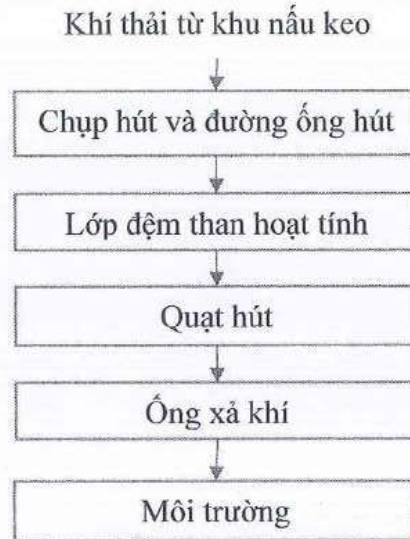 Khí thải từ khu nấu keo
Chụp hút và đường ống hút
Lớp đệm than hoạt tính
Quạt hút
Ống xả khí
Môi trường